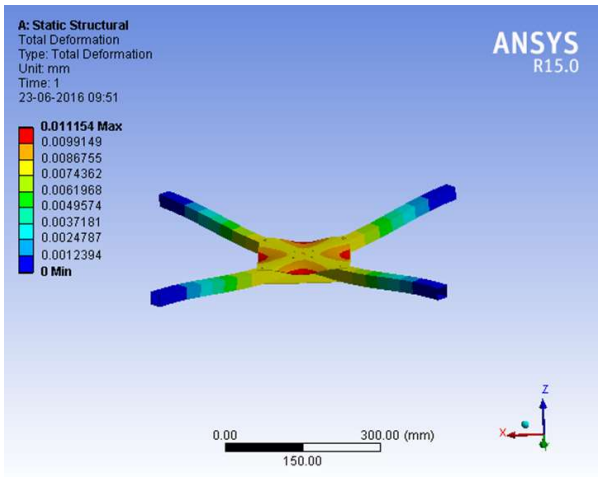 A: Static Structural
Total Deformation
Type: Total Deformation
Unit: mm
Time: 1
23-06-2016 09:51
ANSYS
R15.0
0.011154 Max
0.0099149
0.0086755
0.0074362
0.0061968
0.0049574
0.0037181
0.0024787
0.0012394
0 Min
Z
X
0.00 300.00 (mm)
150.00